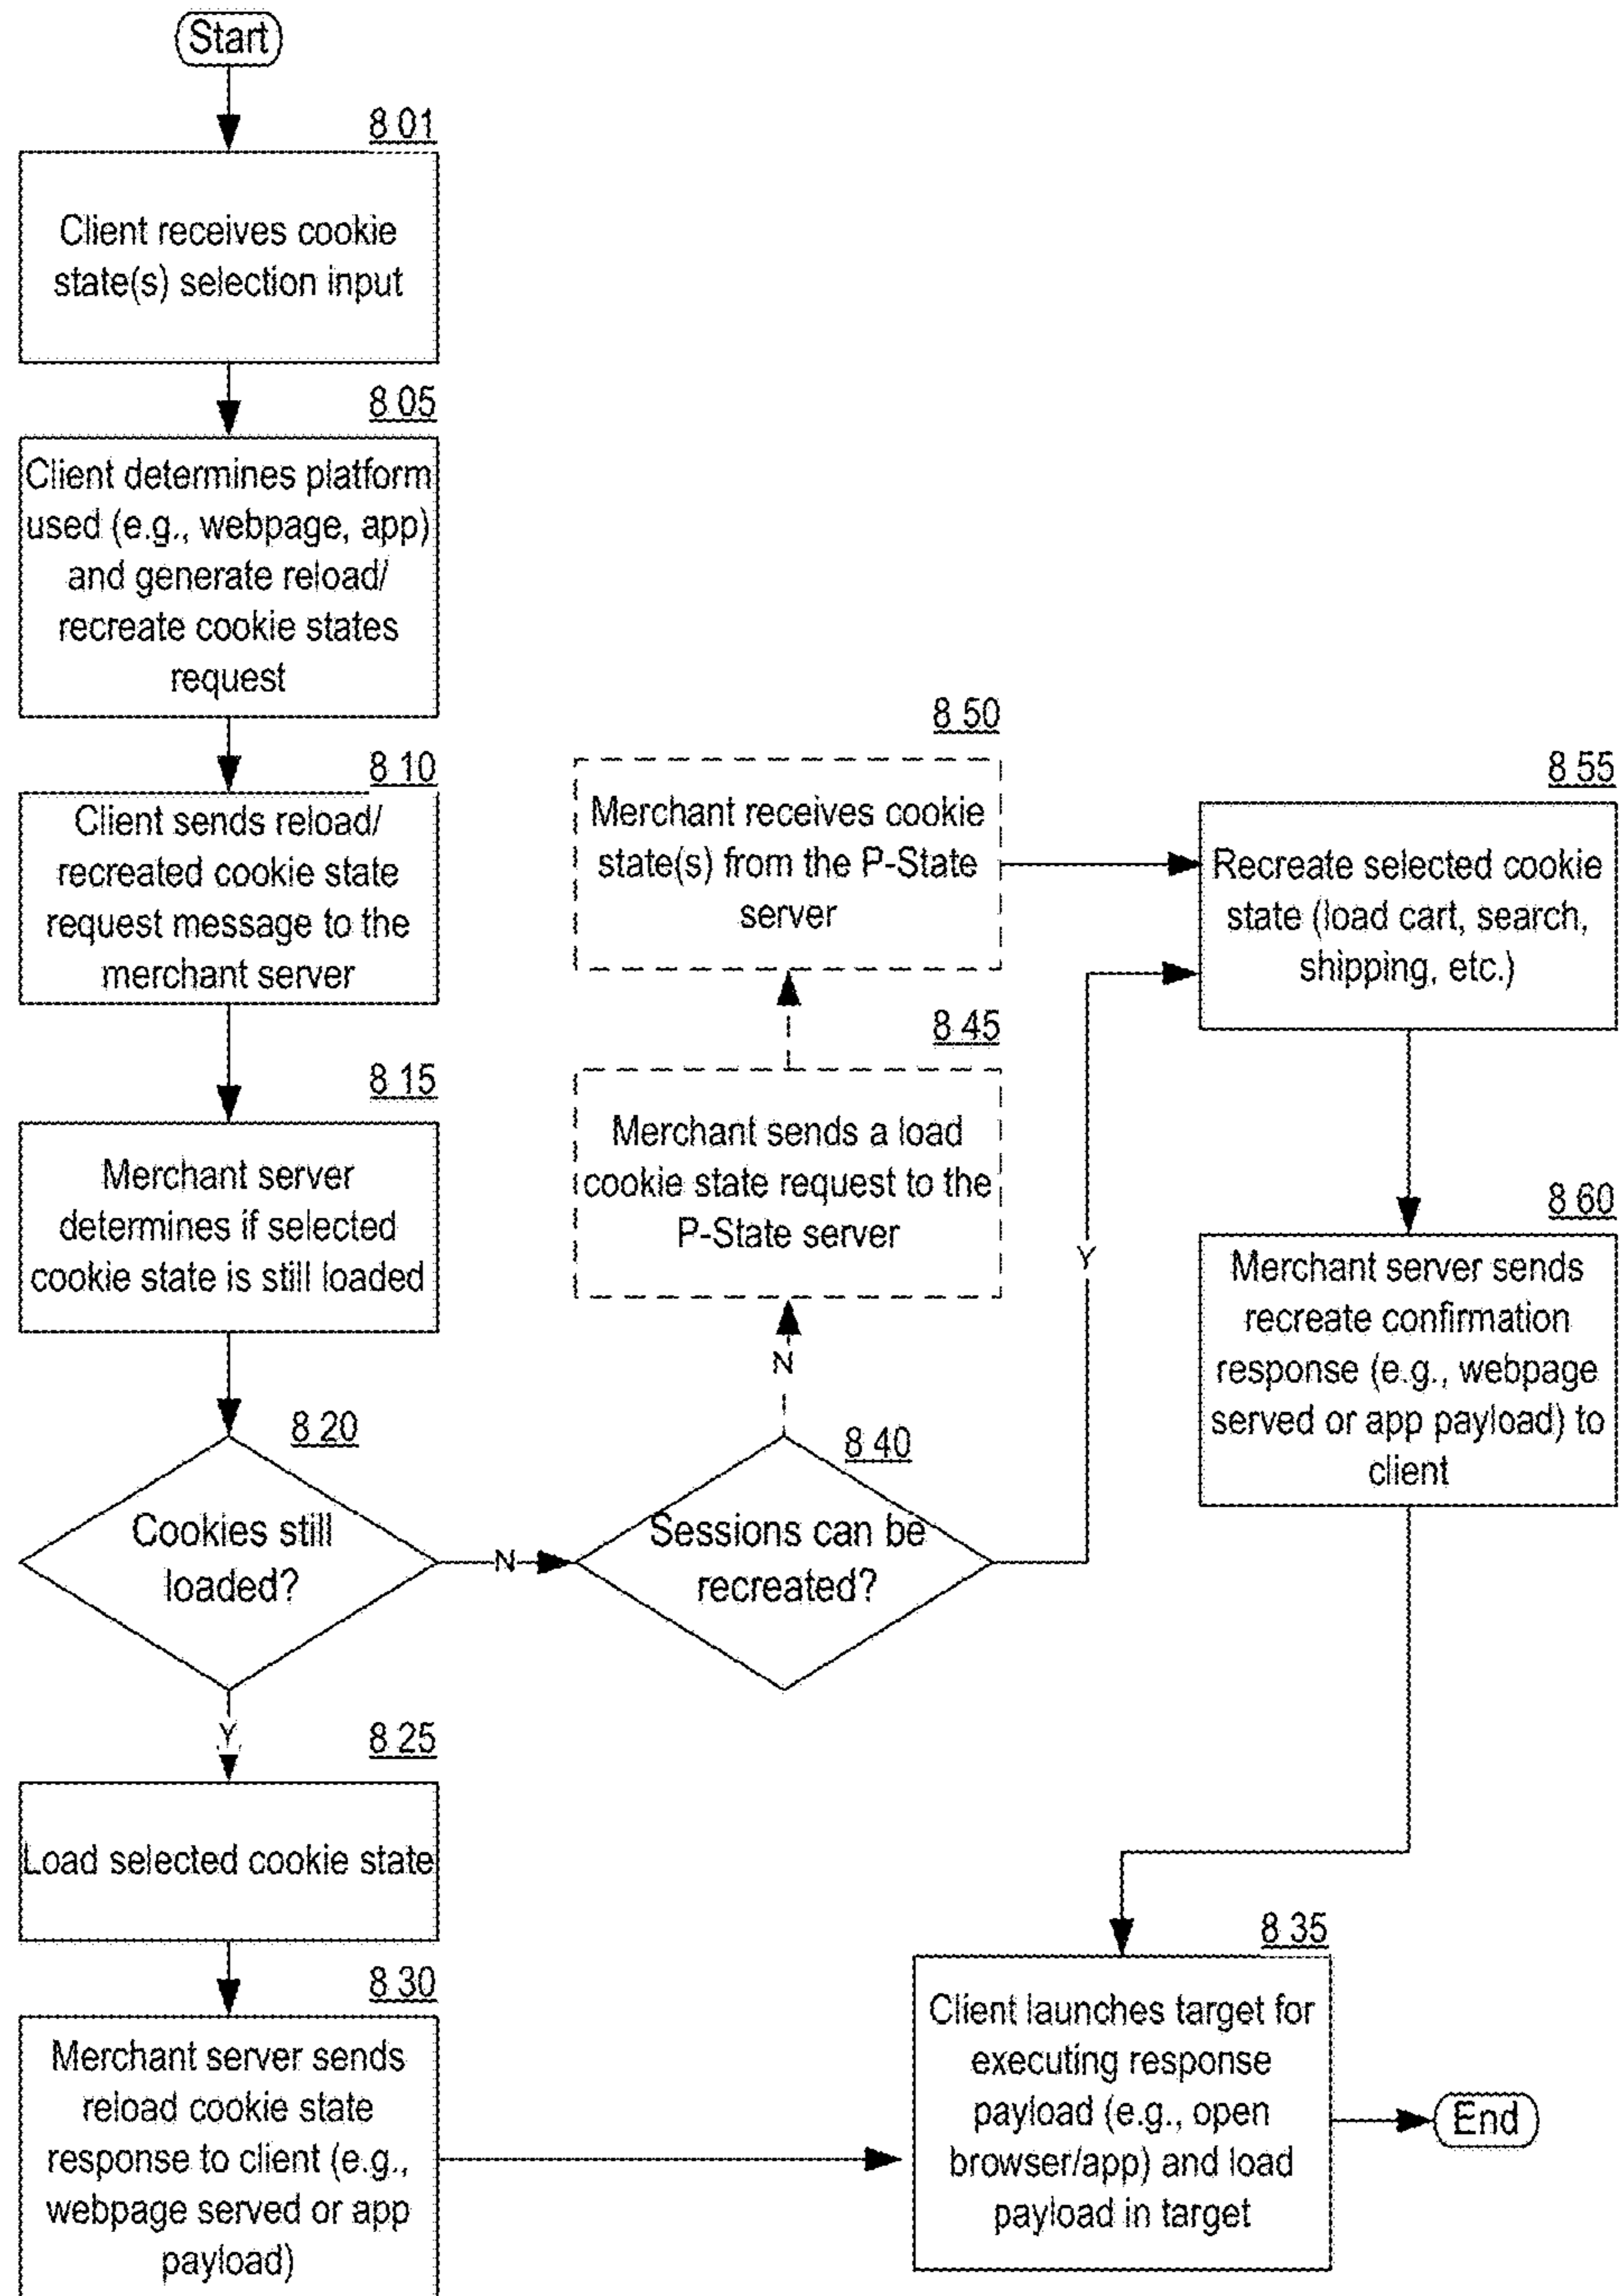 Start
8 01
Client receives cookie
state(s) selection input
8 05
Client determines platform
used (e.g., webpage, app)
and generate reload/
recreate cookie states
request
8 10
Client sends reload/
recreated cookie state
request message to the
merchant server
8 15
Merchant server
determines if selected
cookie state is still loaded
8 20
Cookies still
loaded?
N
Y
8 25
Load selected cookie state
8 30
Merchant server sends
reload cookie state
response to client (e.g.,
webpage served or app
payload)
8 40
Sessions can be
recreated?
N
Y
8 45
Merchant sends a load
cookie state request to the
P-State server
8 50
Merchant receives cookie
state(s) from the P-State
server
8 55
Recreate selected cookie
state (load cart, search,
shipping, etc.)
8 60
Merchant server sends
recreate confirmation
response (e.g., webpage
served or app payload) to
client
8 35
Client launches target for
executing response
payload (e.g., open
browser/app) and load
payload in target
End